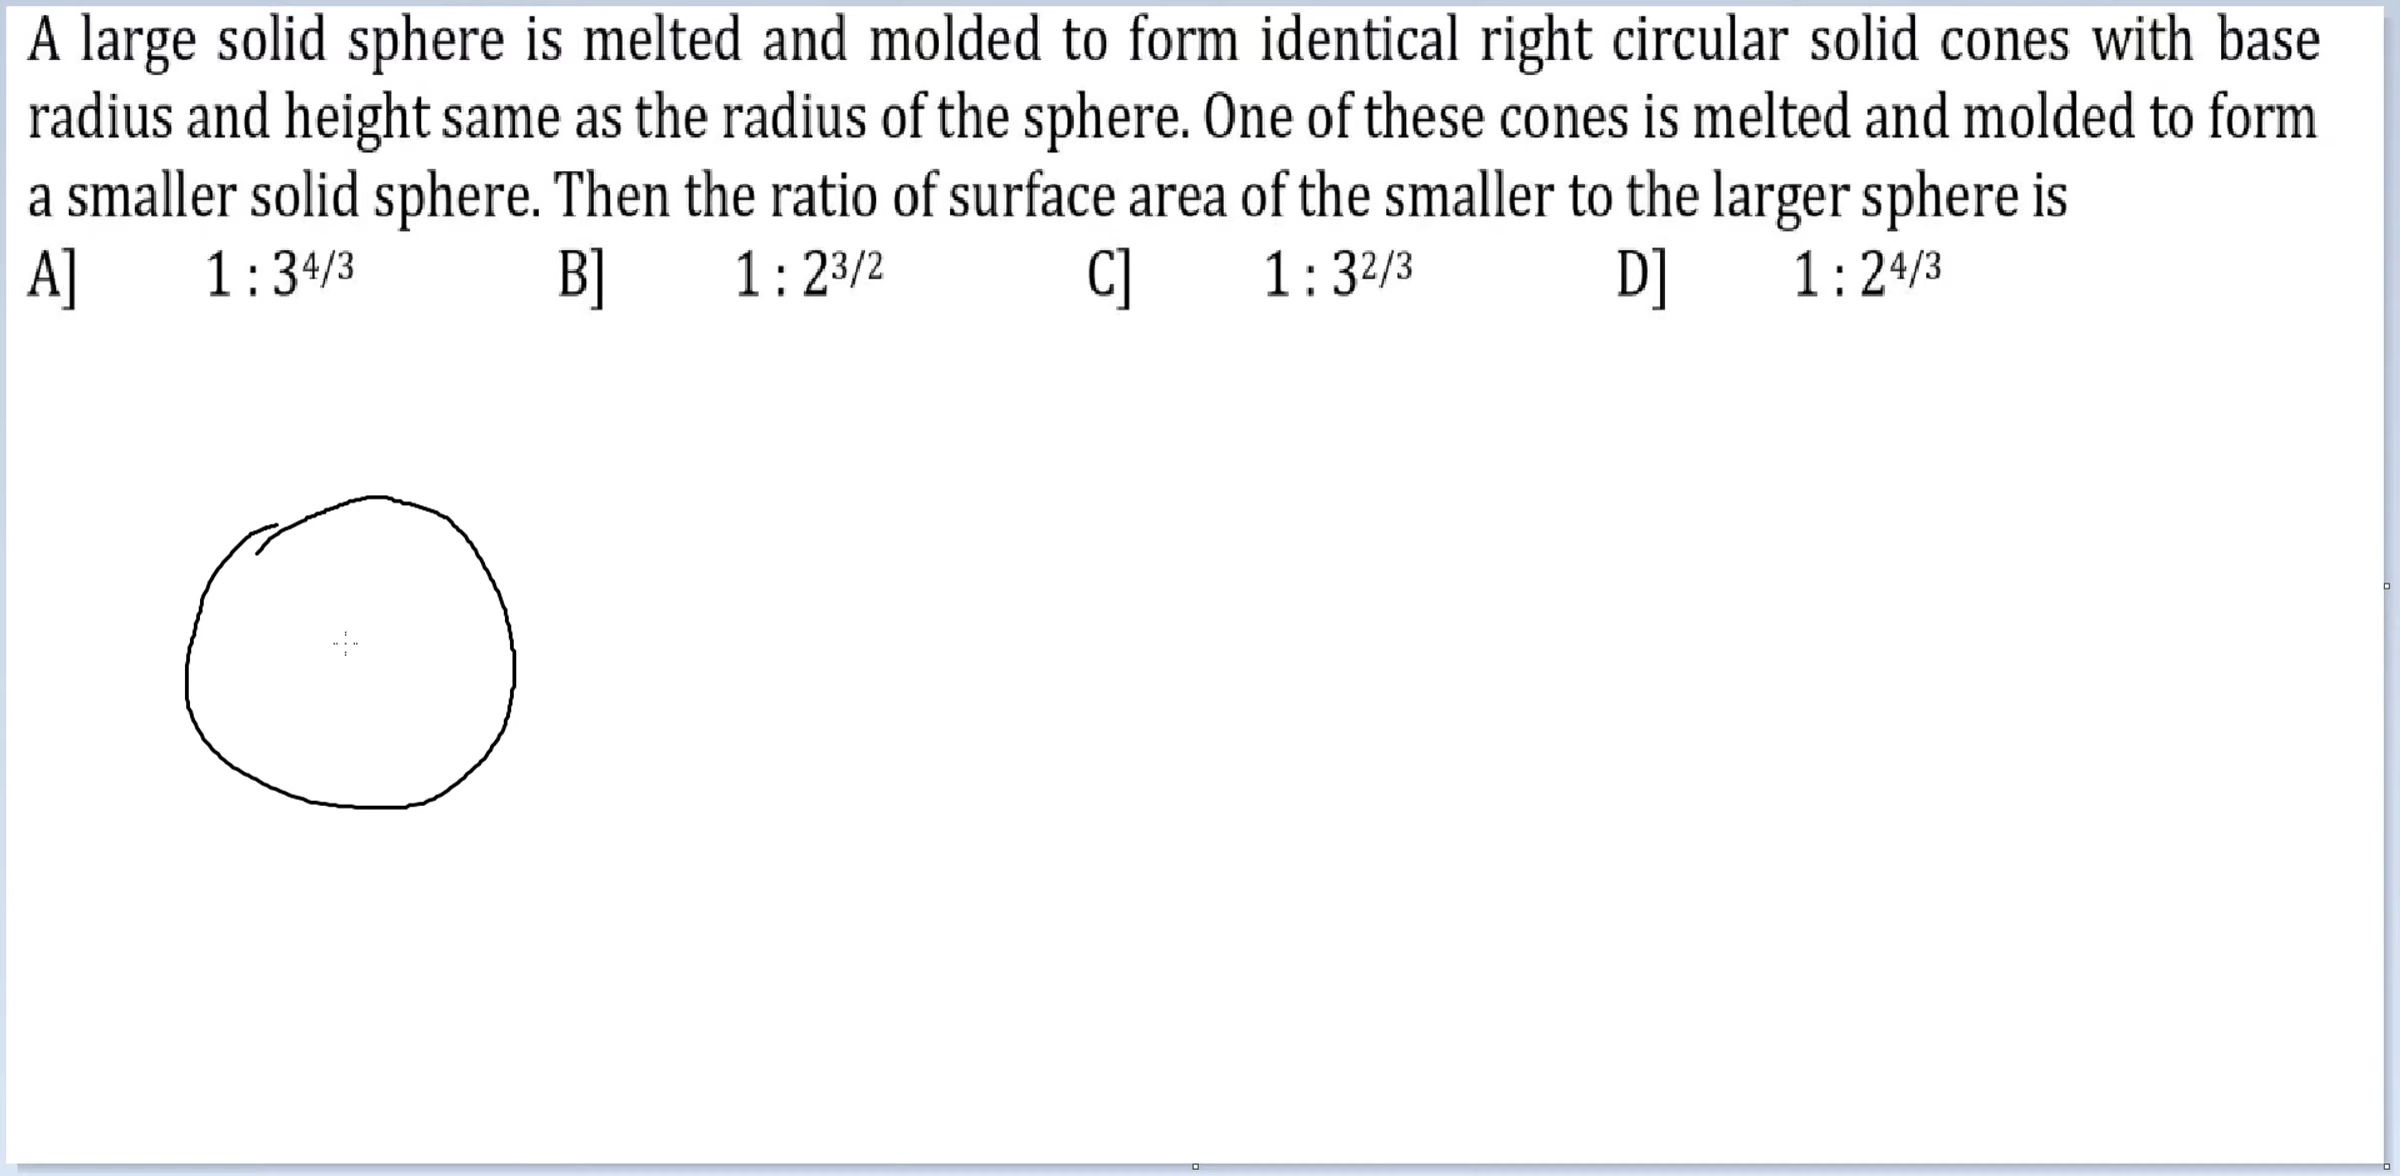 A large solid sphere is melted and molded to form identical right circular solid cones with base
radius and height same as the radius of the sphere. One of these cones is melted and molded to form
a smaller solid sphere. Then the ratio of surface area of the smaller to the larger sphere is
A] 1 : 3^{4/3} B] 1 : 2^{3/2} C] 1 : 3^{2/3} D] 1 : 2^{4/3}